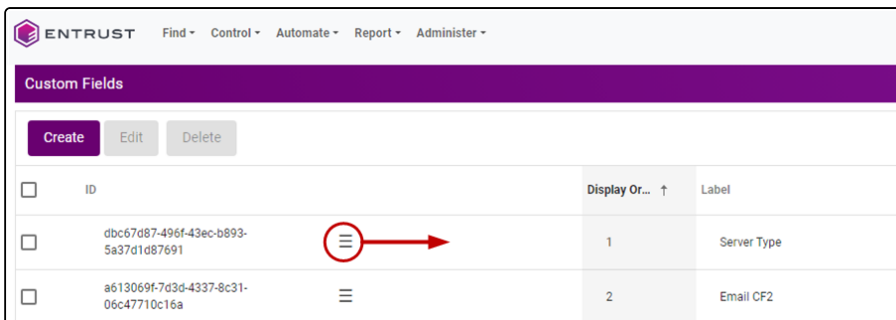 ENTRUST Find Control Automate Report Administer
Custom Fields
Create Edit Delete
ID Display Or... ↑ Label
dbc67d87-496f-43ec-b893-
5a37d1d87691
1 Server Type
a613069f-7d3d-4337-8c31-
06c47710c16a
2 Email CF2